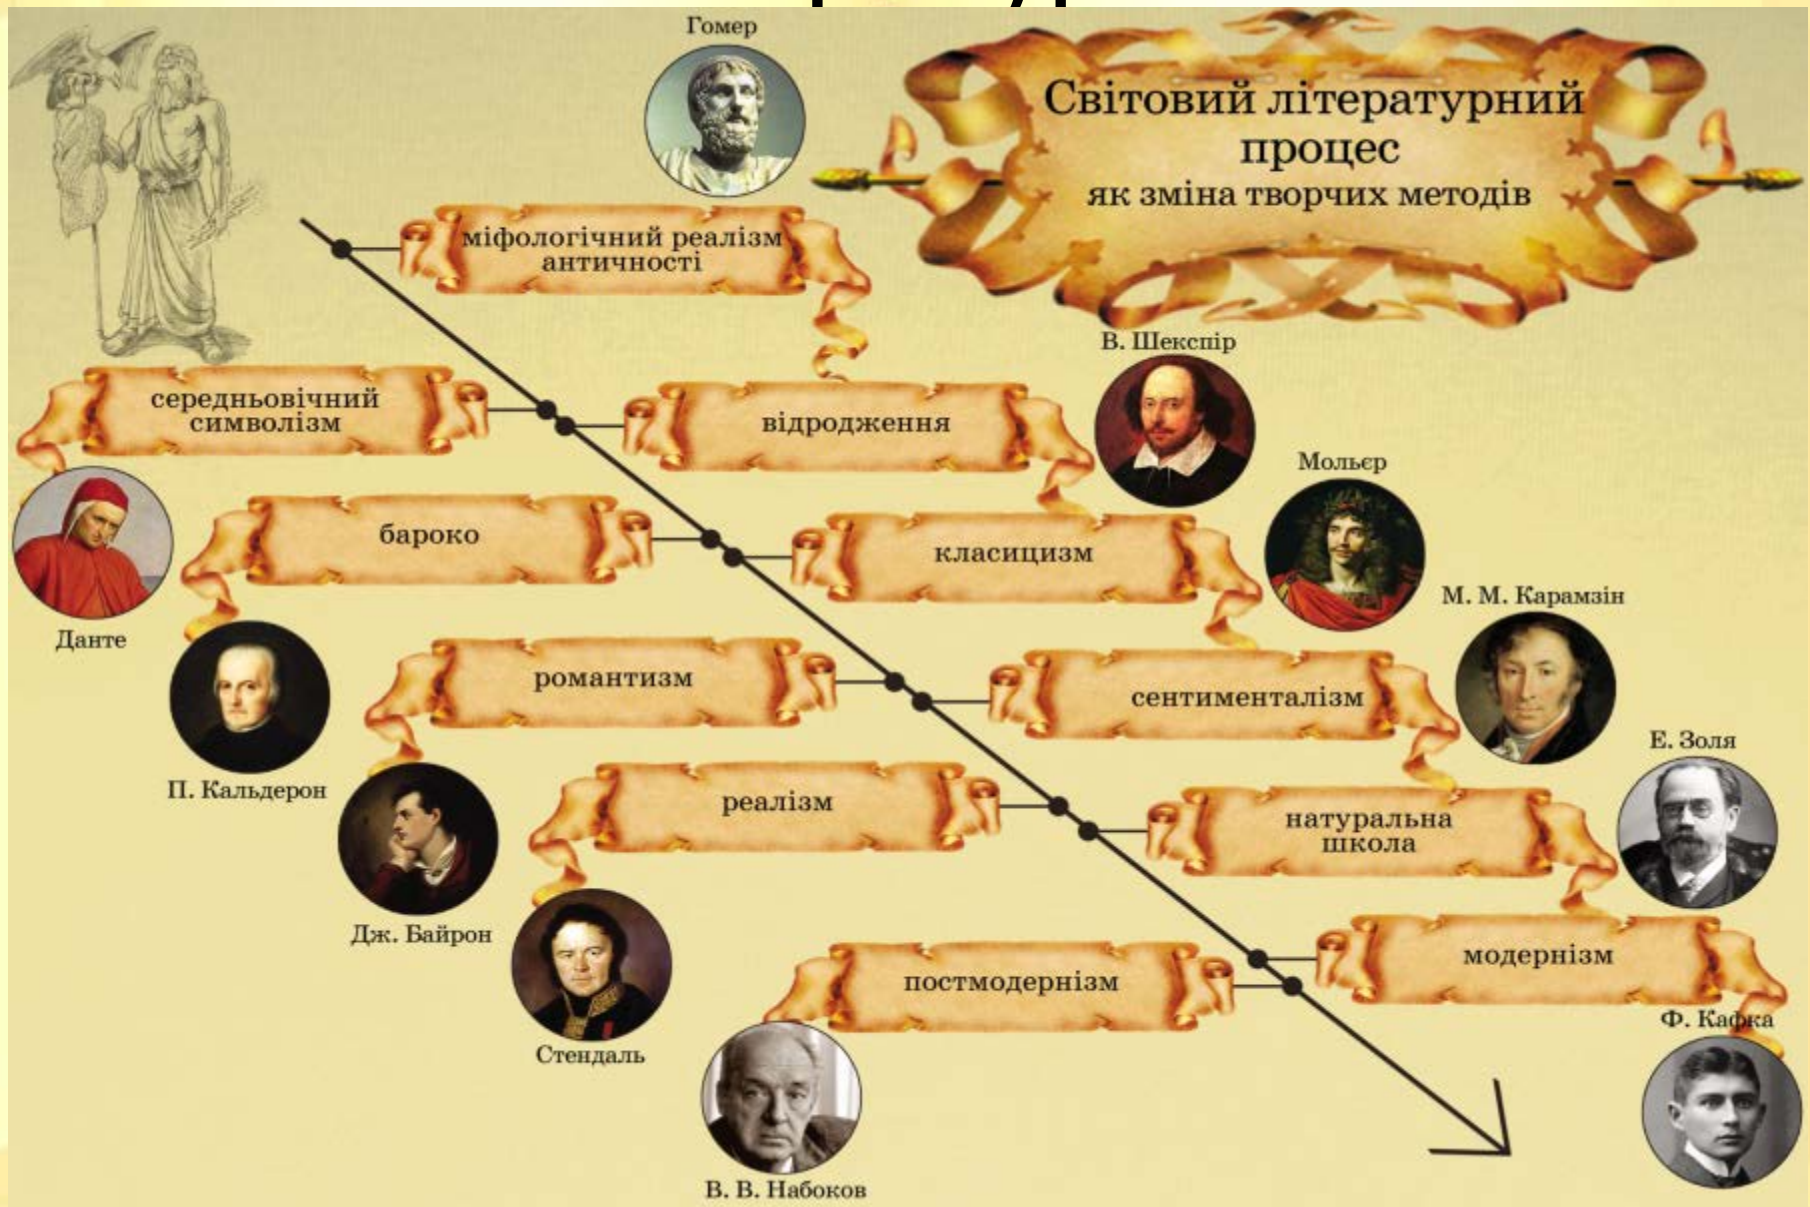 Гомер
Світовий літературний
процес
як зміна творчих методів
міфологічний реалізм
античності
В. Шекспір
середньовічний
символізм
відродження
Мольєр
бароко
класицизм
М. М. Карамзін
Данте
романтизм
сентименталізм
Е. Золя
П. Кальдерон
реалізм
натуральна
школа
Дж. Байрон
модернізм
постмодернізм
Ф. Кафка
Стендаль
В. В. Набоков